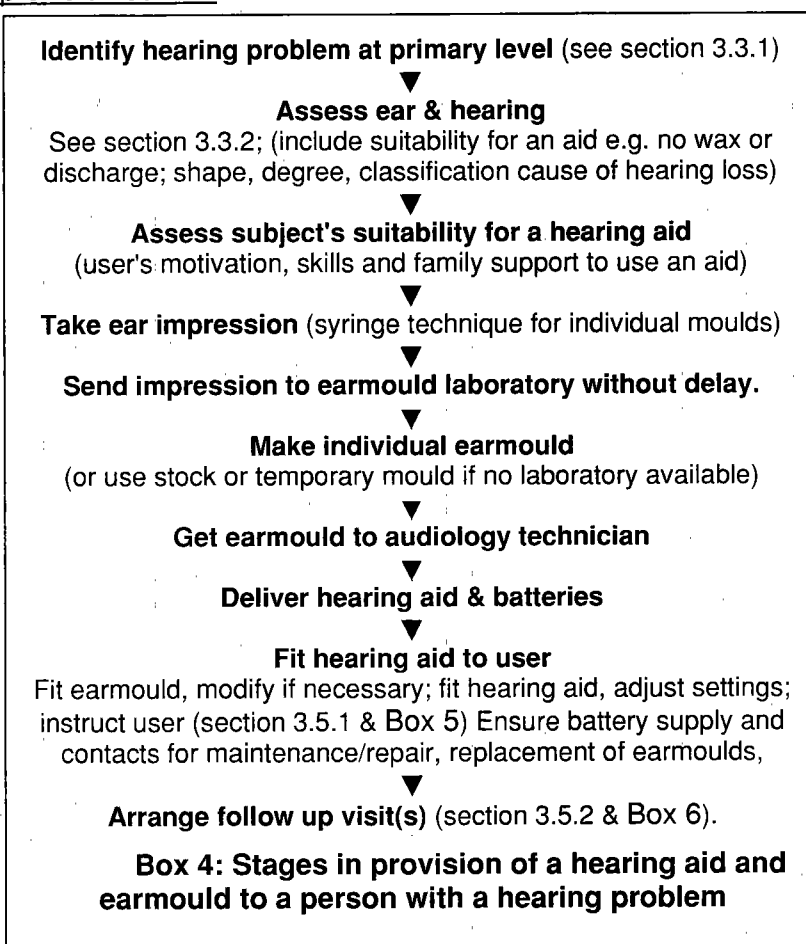 Identify hearing problem at primary level (see section 3.3.1)
▼
Assess ear & hearing
See section 3.3.2; (include suitability for an aid e.g. no wax or
discharge; shape, degree, classification cause of hearing loss)
▼
Assess subject's suitability for a hearing aid
(user's motivation, skills and family support to use an aid)
▼
Take ear impression (syringe technique for individual moulds)
▼
Send impression to earmould laboratory without delay.
▼
Make individual earmould
(or use stock or temporary mould if no laboratory available)
▼
Get earmould to audiology technician
▼
Deliver hearing aid & batteries
▼
Fit hearing aid to user
Fit earmould, modify if necessary; fit hearing aid, adjust settings;
instruct user (section 3.5.1 & Box 5) Ensure battery supply and
contacts for maintenance/repair, replacement of earmoulds,
▼
Arrange follow up visit(s) (section 3.5.2 & Box 6).
Box 4: Stages in provision of a hearing aid and
earmould to a person with a hearing problem